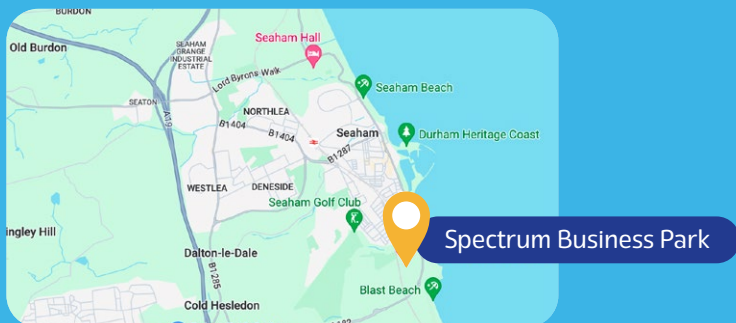 BURDON
Old Burdon
SEAHAM
GRANGE
INDUSTRIAL
ESTATE
Seaham Hall
Lord Byrons Walk
Seaham Beach
SEATON
A19
NORTHLEA
B1404
B1404
Seaham
Durham Heritage Coast
B1287
WESTLEA
DENESIDE
Seaham Golf Club
ingley Hill
Spectrum Business Park
Dalton-le-Dale
B1285
Blast Beach
Cold Hesledon